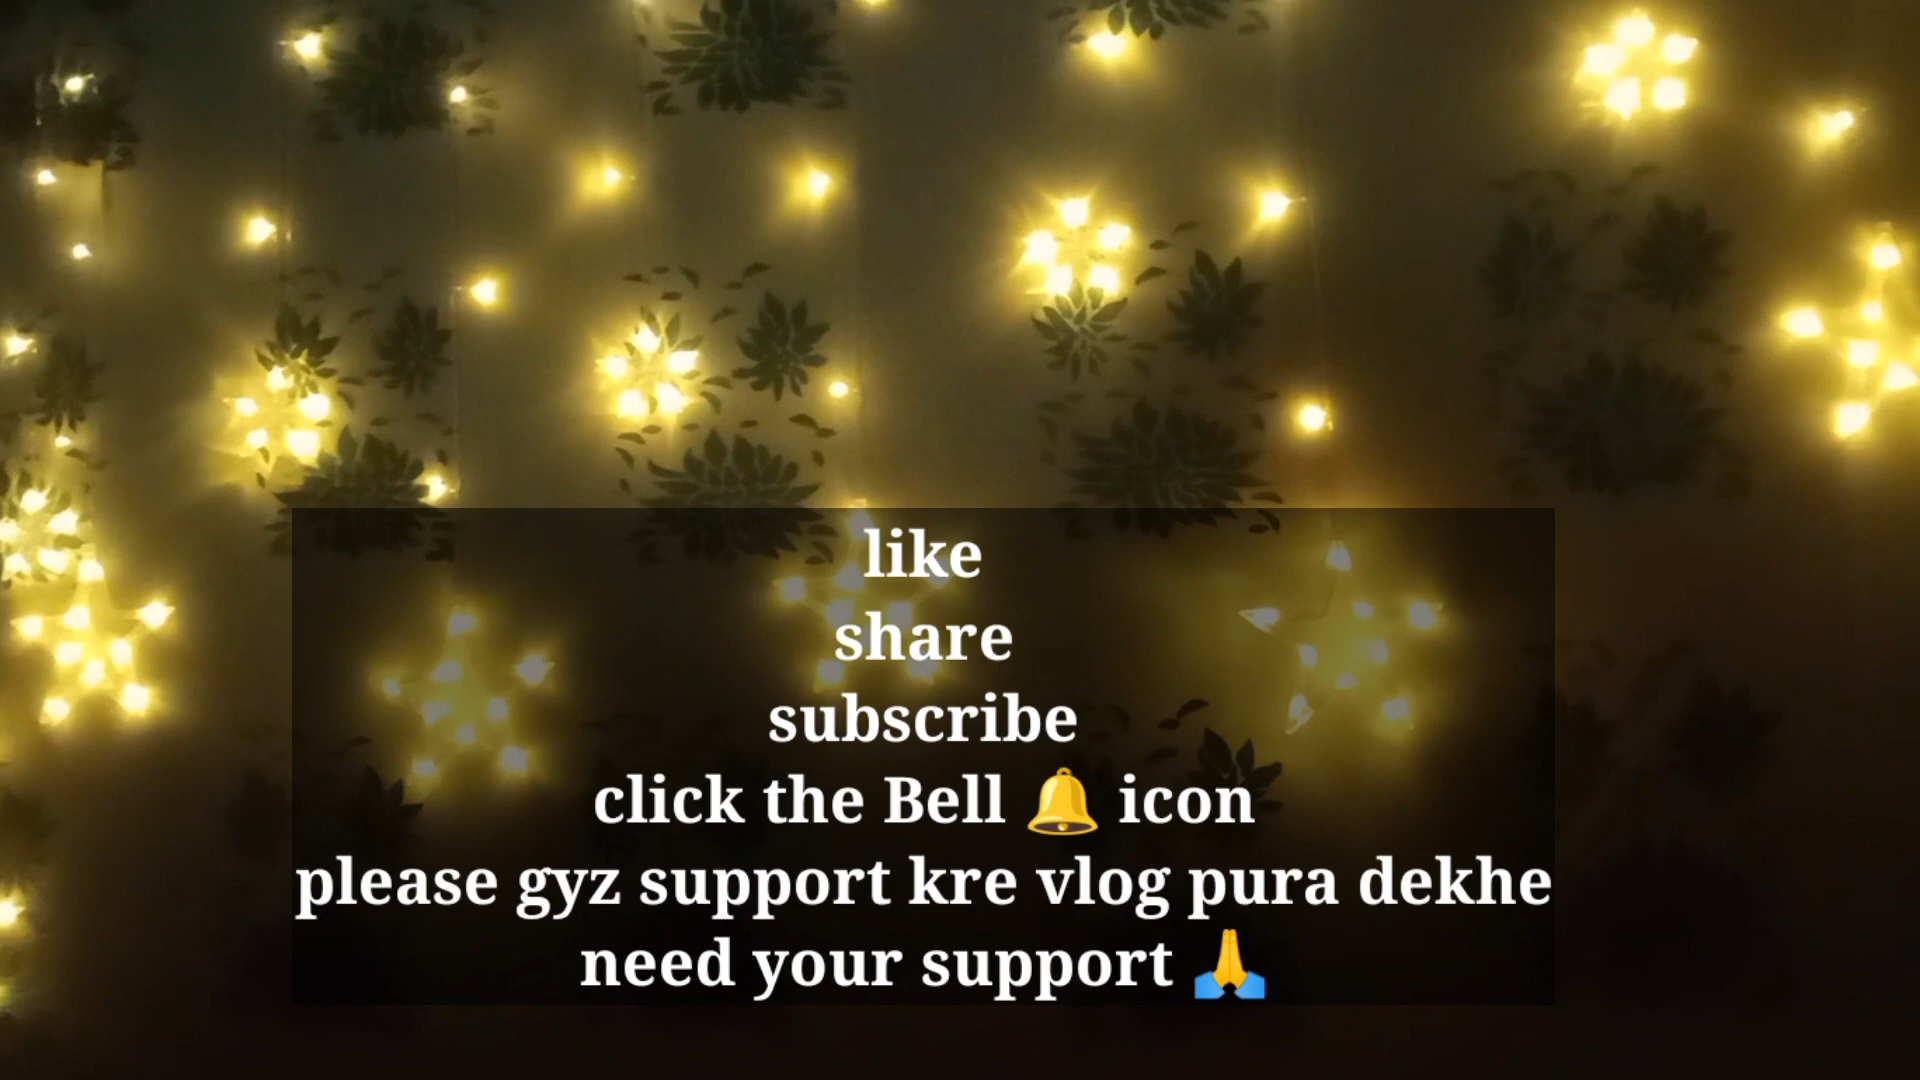 like
share
subscribe
click the Bell 🔔 icon
please gyz support kre vlog pura dekhe
need your support 🙏